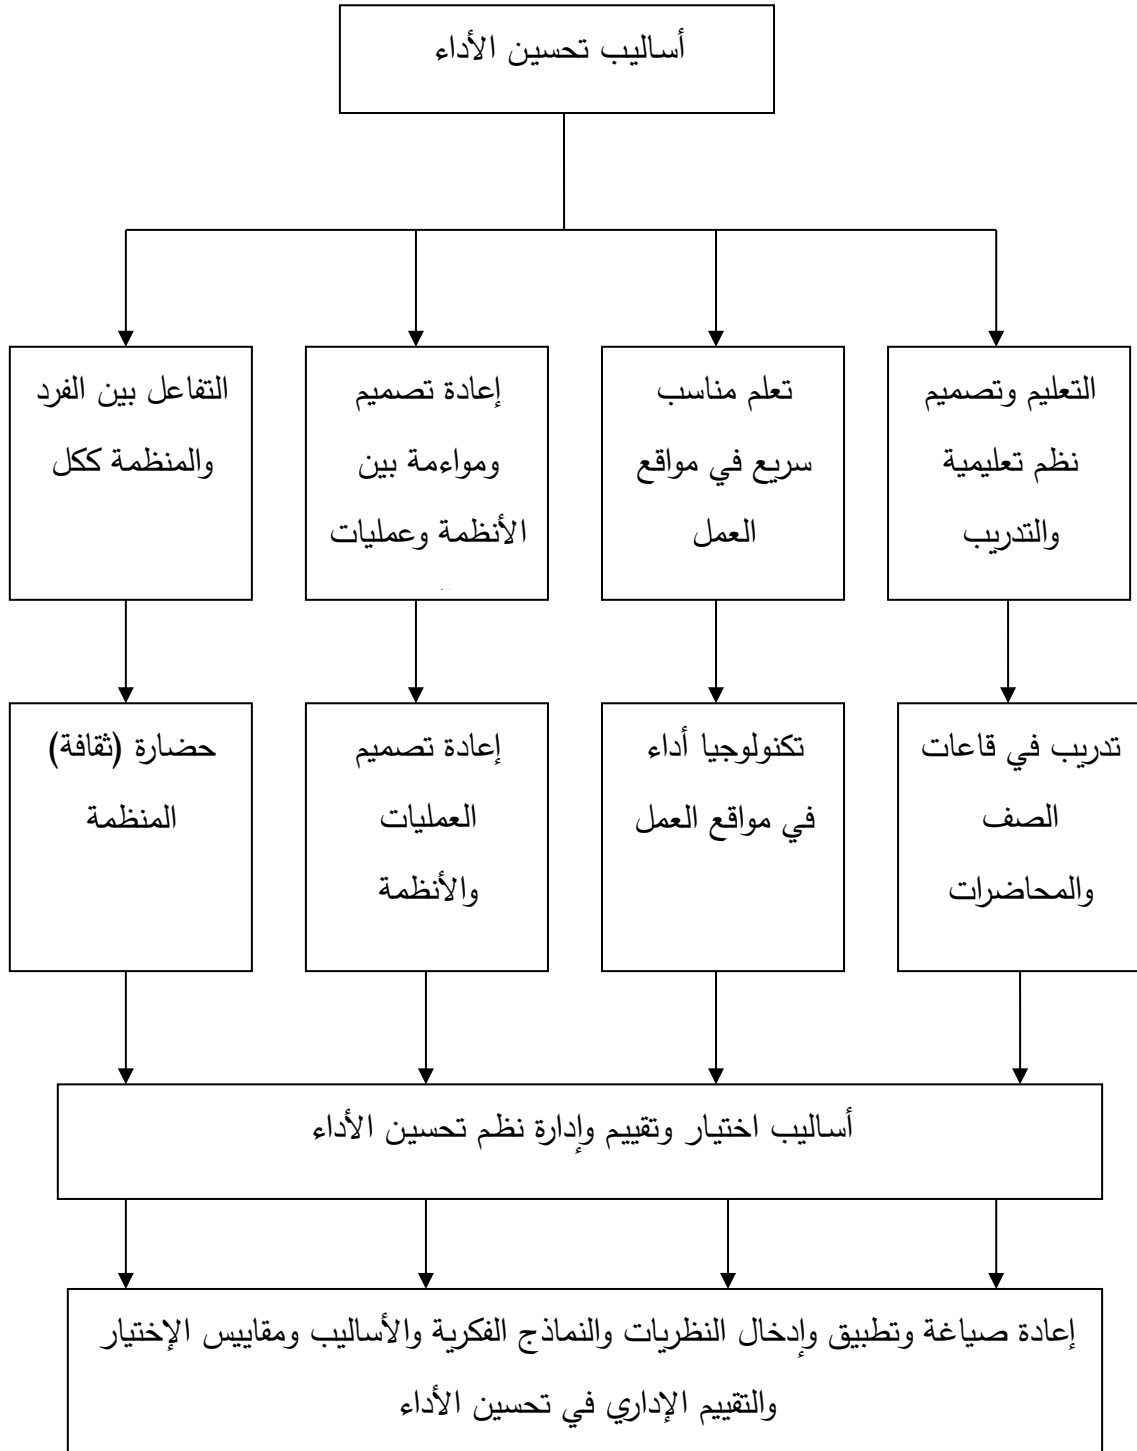 أساليب تحسين الأداء
التعليم وتصميم
نظم تعليمية
والتدريب
تعلم مناسب
سريع في مواقع
العمل
إعادة تصميم
ومواءمة بين
الأنظمة وعمليات
التفاعل بين الفرد
والمنظمة ككل
تدريب في قاعات
الصف
والمحاضرات
تكنولوجيا أداء
في مواقع العمل
إعادة تصميم
العمليات
والأنظمة
حضارة (ثقافة)
المنظمة
أساليب اختيار وتقييم وإدارة نظم تحسين الأداء
إعادة صياغة وتطبيق وإدخال النظريات والنماذج الفكرية والأساليب ومقاييس الإختيار
والتقييم الإداري في تحسين الأداء